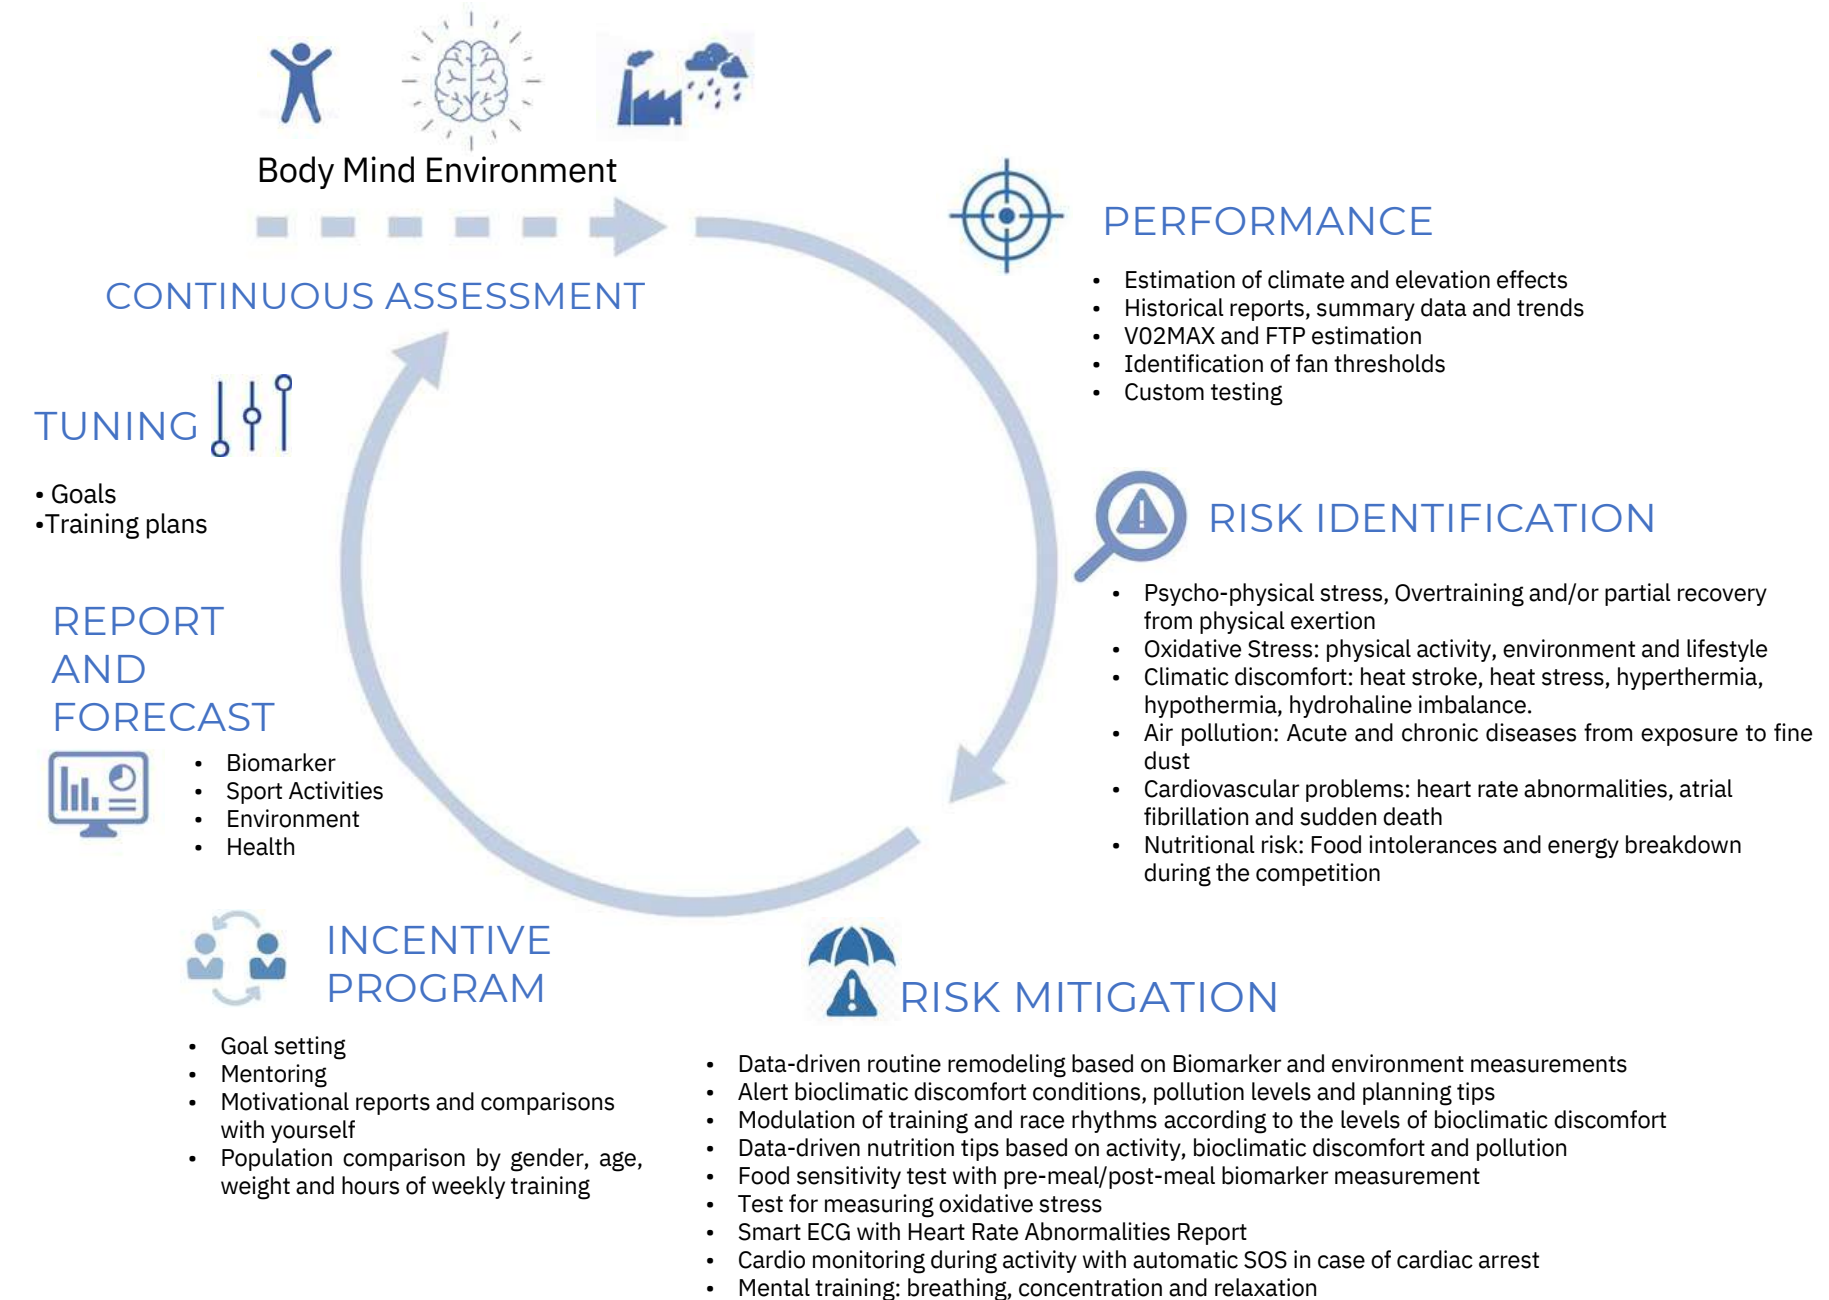 Body Mind Environment
CONTINUOUS ASSESSMENT
PERFORMANCE
• Estimation of climate and elevation effects
• Historical reports, summary data and trends
• V02MAX and FTP estimation
• Identification of fan thresholds
• Custom testing
RISK IDENTIFICATION
• Psycho-physical stress, Overtraining and/or partial recovery
from physical exertion
• Oxidative Stress: physical activity, environment and lifestyle
• Climatic discomfort: heat stroke, heat stress, hyperthermia,
hypothermia, hydrohaline imbalance.
• Air pollution: Acute and chronic diseases from exposure to fine
dust
• Cardiovascular problems: heart rate abnormalities, atrial
fibrillation and sudden death
• Nutritional risk: Food intolerances and energy breakdown
during the competition
RISK MITIGATION
• Data-driven routine remodeling based on Biomarker and environment measurements
• Alert bioclimatic discomfort conditions, pollution levels and planning tips
• Modulation of training and race rhythms according to the levels of bioclimatic discomfort
• Data-driven nutrition tips based on activity, bioclimatic discomfort and pollution
• Food sensitivity test with pre-meal/post-meal biomarker measurement
• Test for measuring oxidative stress
• Smart ECG with Heart Rate Abnormalities Report
• Cardio monitoring during activity with automatic SOS in case of cardiac arrest
• Mental training: breathing, concentration and relaxation
INCENTIVE
PROGRAM
• Goal setting
• Mentoring
• Motivational reports and comparisons
with yourself
• Population comparison by gender, age,
weight and hours of weekly training
REPORT
AND
FORECAST
• Biomarker
• Sport Activities
• Environment
• Health
TUNING
• Goals
•Training plans